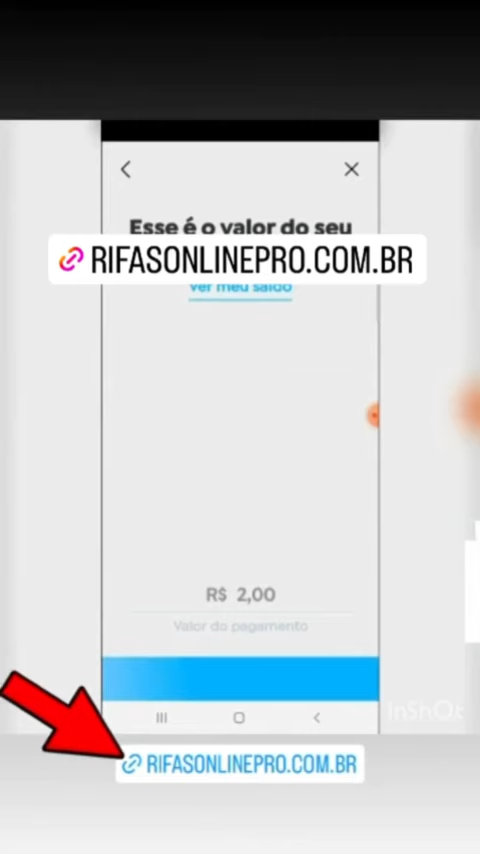 Esse é o valor do seu
RIFASONLINEPRO.COM.BR
Ver meu saldo
R$ 2,00
Valor do pagamento
InShOt
RIFASONLINEPRO.COM.BR